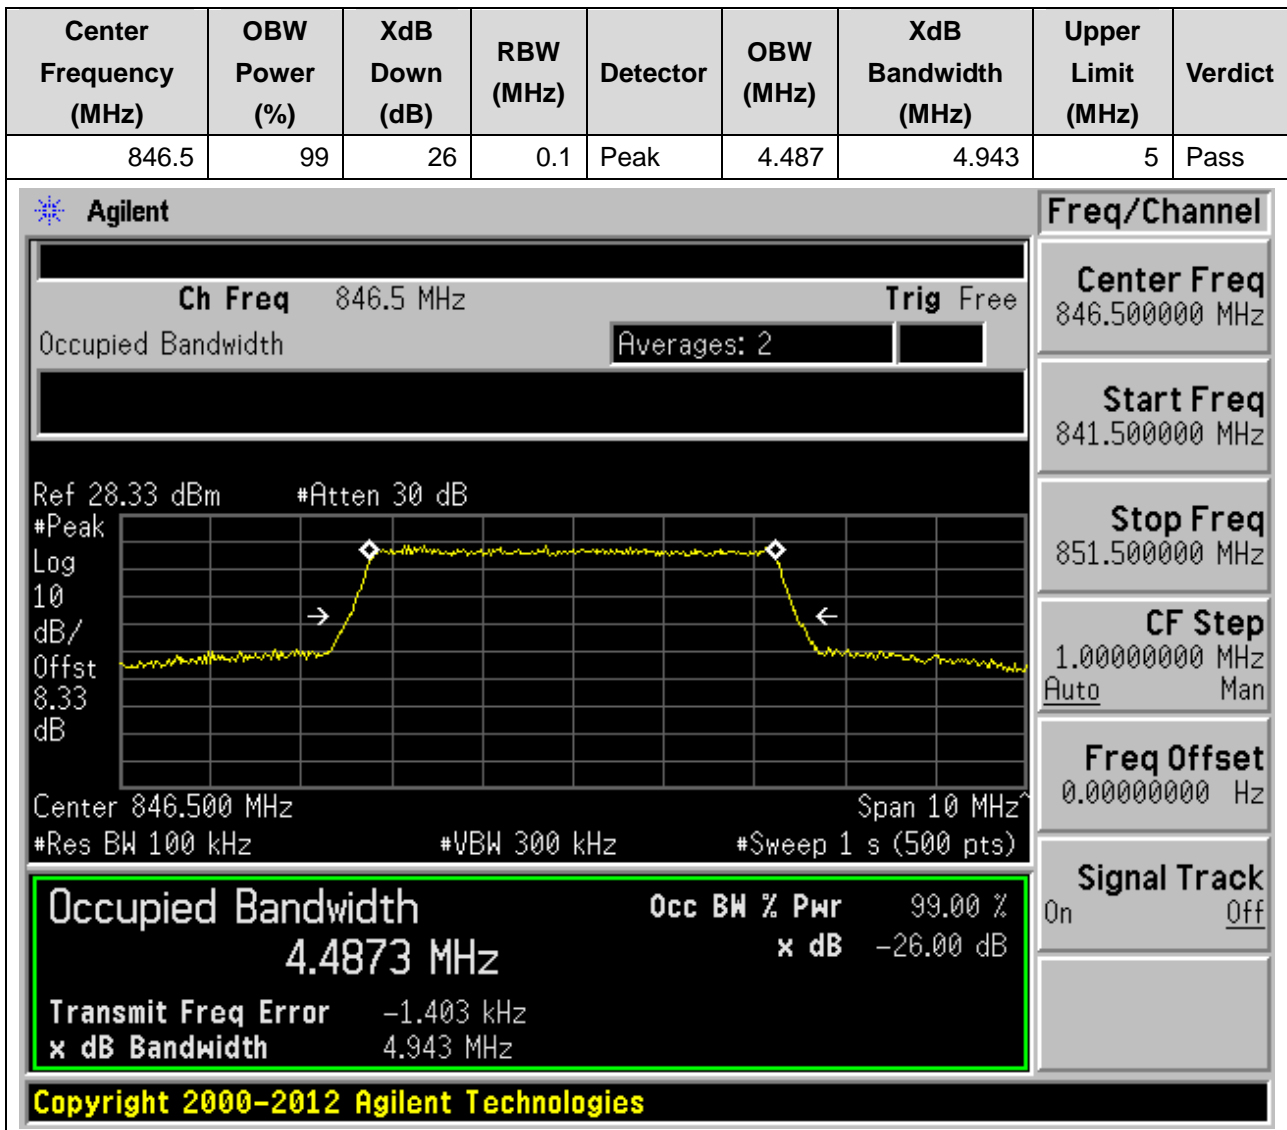 Center Frequency (MHz) OBW Power (%) XdB Down (dB) RBW (MHz) Detector OBW (MHz) XdB Bandwidth (MHz) Upper Limit (MHz) Verdict
846.5 99 26 0.1 Peak 4.487 4.943 5 Pass
Agilent
Freq/Channel
Ch Freq 846.5 MHz Trig Free
Occupied Bandwidth Averages: 2
Center Freq
846.500000 MHz
Start Freq
841.500000 MHz
Stop Freq
851.500000 MHz
CF Step
1.00000000 MHz
Auto Man
Freq Offset
0.00000000 Hz
Signal Track
On Off
Ref 28.33 dBm #Atten 30 dB
#Peak
Log
10
dB/
Offst
8.33
dB
Center 846.500 MHz Span 10 MHz^
#Res BW 100 kHz #VBW 300 kHz #Sweep 1 s (500 pts)
Occupied Bandwidth
4.4873 MHz
Occ BW % Pwr 99.00 %
x dB -26.00 dB
Transmit Freq Error -1.403 kHz
x dB Bandwidth 4.943 MHz
Copyright 2000-2012 Agilent Technologies